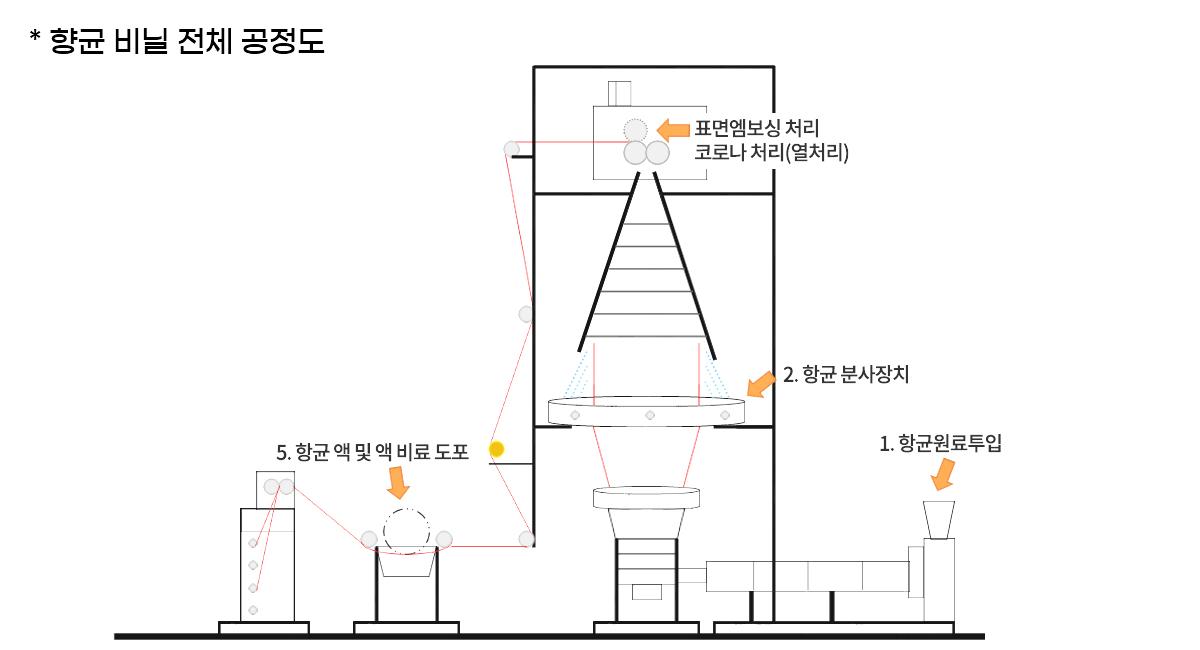 * 향균 비닐 전체 공정도
표면엠보싱 처리
코로나 처리(열처리)
2. 항균 분사장치
1. 항균원료투입
5. 항균 액 및 액 비료 도포